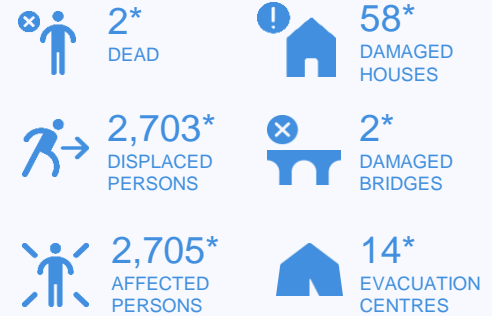 2*
DEAD
58*
DAMAGED
HOUSES
2,703*
DISPLACED
PERSONS
2*
DAMAGED
BRIDGES
2,705*
AFFECTED
PERSONS
14*
EVACUATION
CENTRES